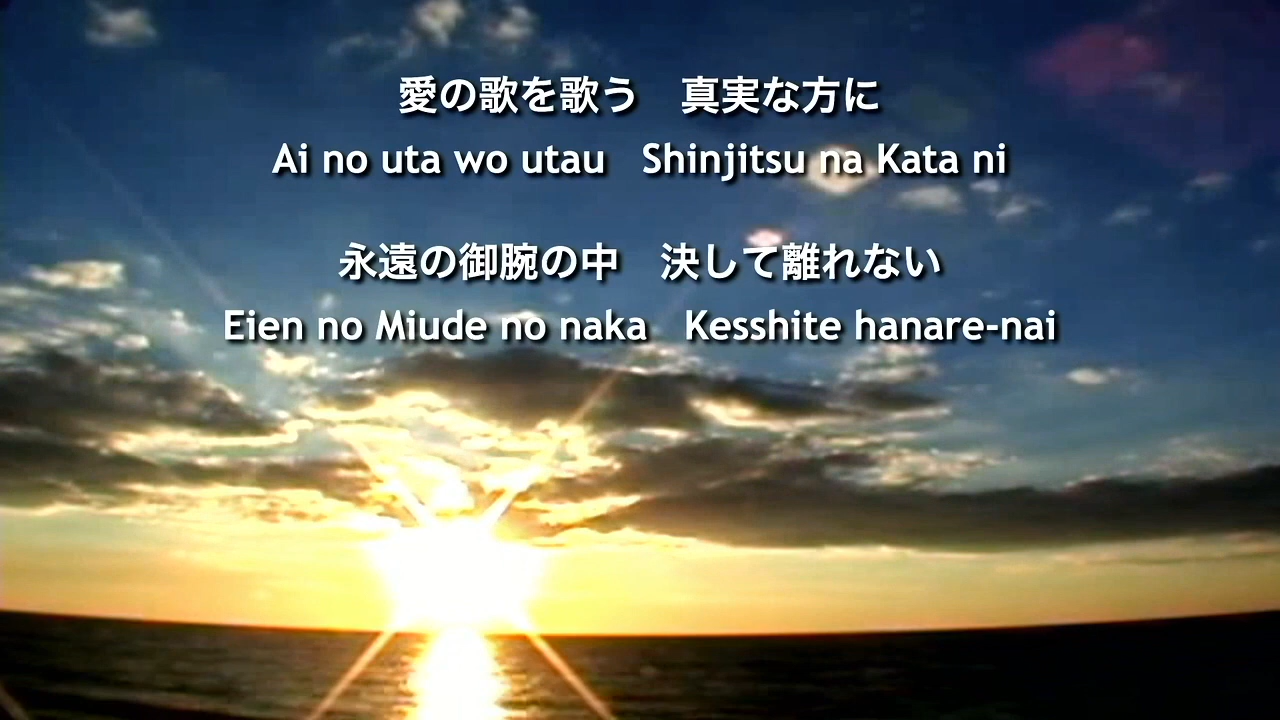 愛の歌を歌う　真実な方に
Ai no uta wo utau　Shinjitsu na Kata ni
永遠の御腕の中　決して離れない
Eien no Miude no naka　Kesshite hanare-nai